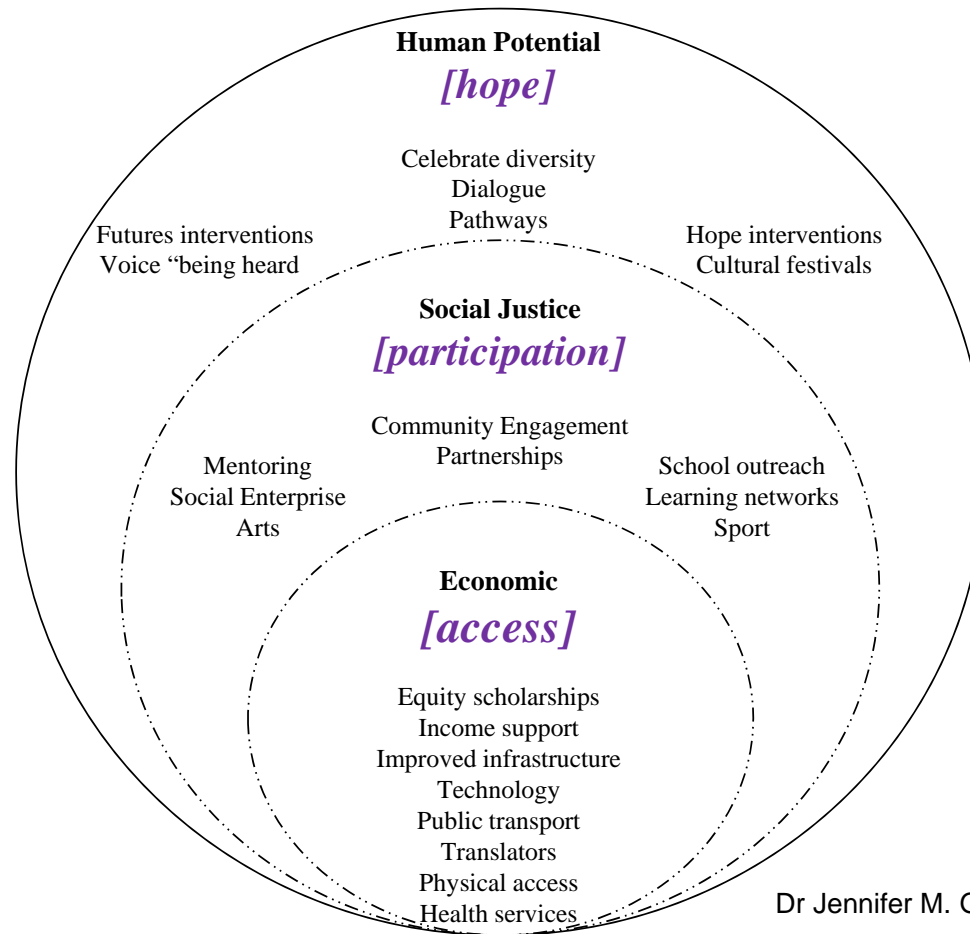 Human Potential
[hope]
Celebrate diversity
Dialogue
Pathways
Futures interventions
Voice “being heard
Hope interventions
Cultural festivals
Social Justice
[participation]
Community Engagement
Partnerships
Mentoring
Social Enterprise
Arts
School outreach
Learning networks
Sport
Economic
[access]
Equity scholarships
Income support
Improved infrastructure
Technology
Public transport
Translators
Physical access
Health services
Dr Jennifer M.